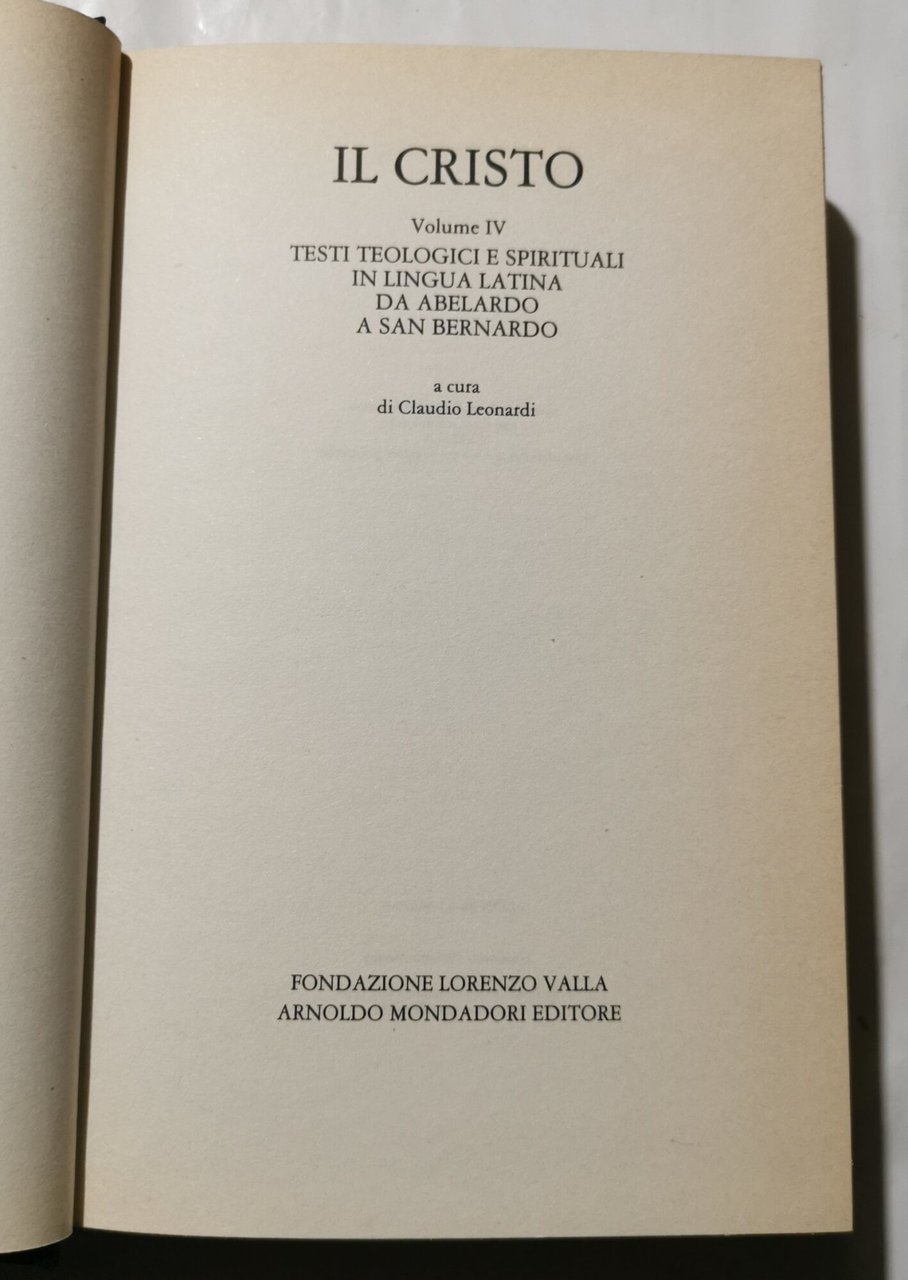 IL CRISTO
Volume IV
TESTI TEOLOGICI E SPIRITUALI
IN LINGUA LATINA
DA ABELARDO
A SAN BERNARDO
a cura
di Claudio Leonardi
FONDAZIONE LORENZO VALLA
ARNOLDO MONDADORI EDITORE